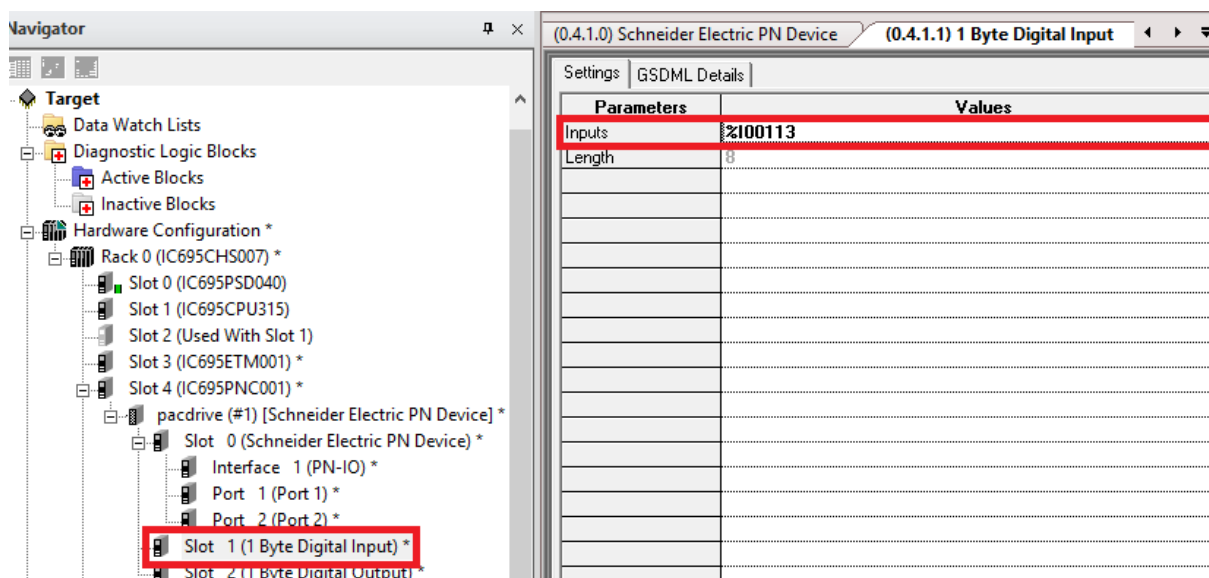 Navigator
Target
Data Watch Lists
Diagnostic Logic Blocks
Active Blocks
Inactive Blocks
Hardware Configuration *
Rack 0 (IC695CHS007) *
Slot 0 (IC695PSD040)
Slot 1 (IC695CPU315)
Slot 2 (Used With Slot 1)
Slot 3 (IC695ETM001) *
Slot 4 (IC695PNC001) *
pacdrive (#1) [Schneider Electric PN Device] *
Slot 0 (Schneider Electric PN Device) *
Interface 1 (PN-IO) *
Port 1 (Port 1) *
Port 2 (Port 2) *
Slot 1 (1 Byte Digital Input) *
Slot 2 (1 Byte Digital Output) *
(0.4.1.0) Schneider Electric PN Device (0.4.1.1) 1 Byte Digital Input
Settings GSDML Details
Parameters Values
Inputs %I00113
Length 8